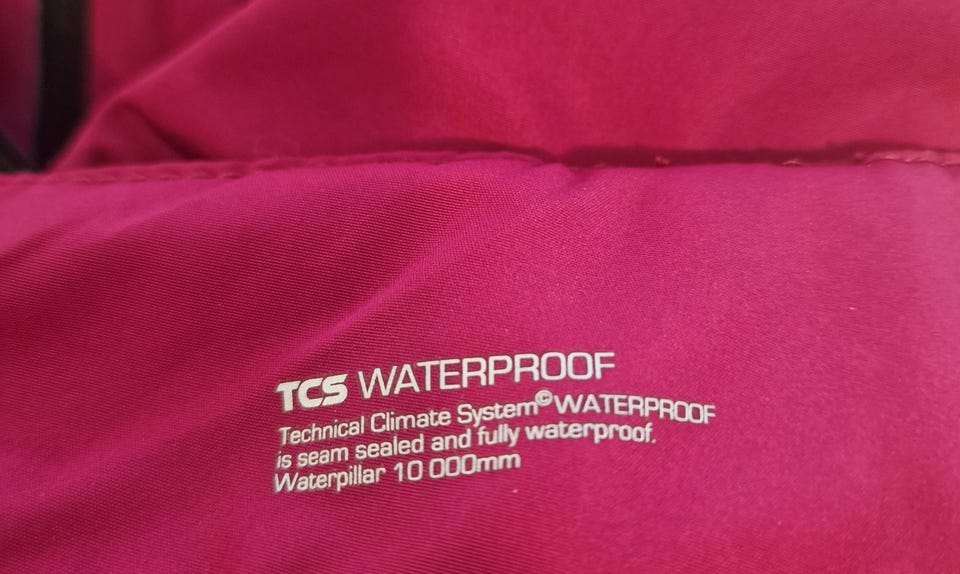 TCS WATERPROOF
Technical Climate System©WATERPROOF
is seam sealed and fully waterproof.
Waterpillar 10 000mm